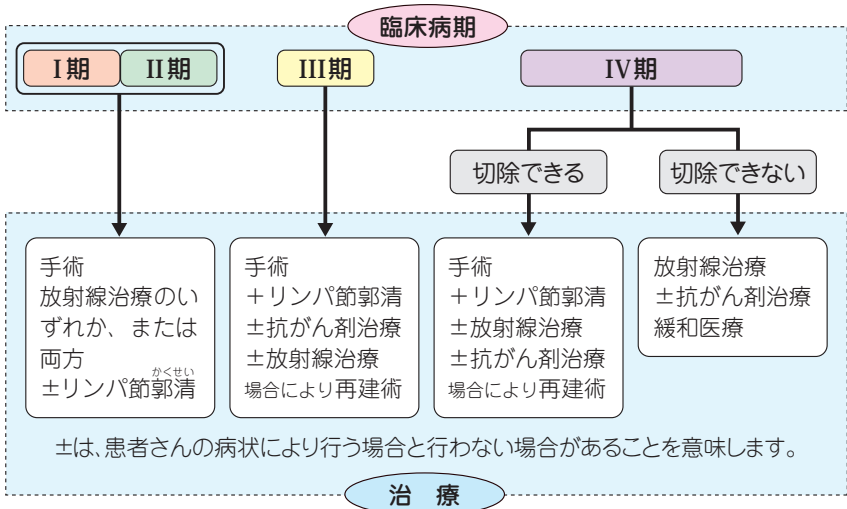 臨床病期
I期
II期
III期
IV期
切除できる
切除できない
手術
放射線治療のい
ずれか、または
両方
かくせい
±リンパ節郭清
手術
＋リンパ節郭清
±抗がん剤治療
±放射線治療
場合により再建術
手術
＋リンパ節郭清
±放射線治療
±抗がん剤治療
場合により再建術
放射線治療
±抗がん剤治療
緩和医療
±は、患者さんの病状により行う場合と行わない場合があることを意味します。
治　療